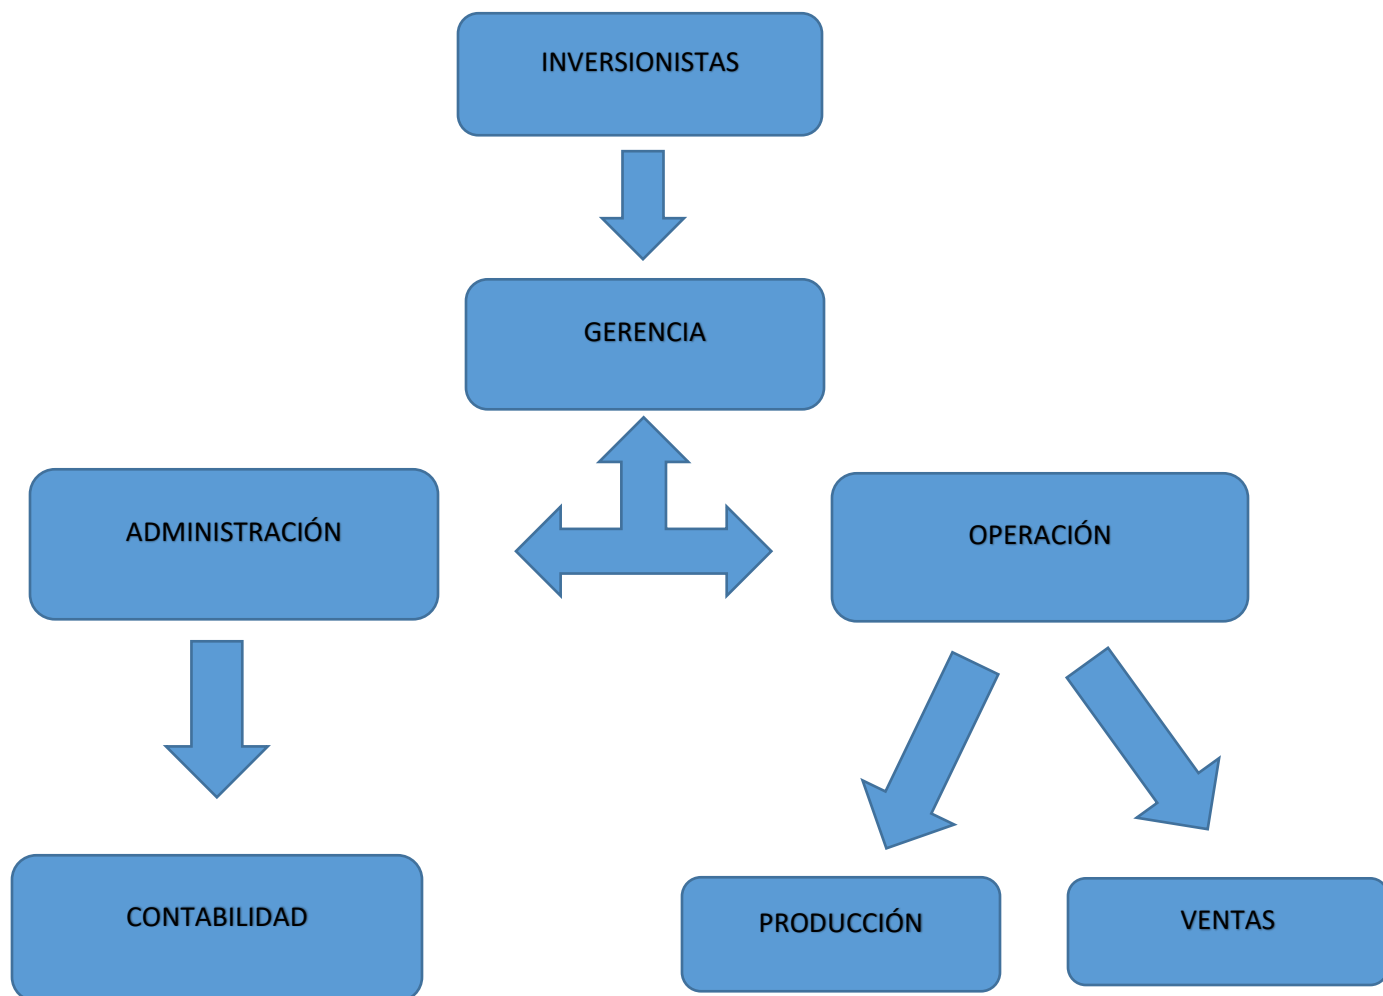 INVERSIONISTAS
GERENCIA
ADMINISTRACIÓN
OPERACIÓN
CONTABILIDAD
PRODUCCIÓN
VENTAS